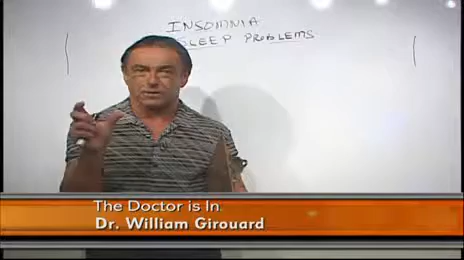 INSOMNIA
SLEEP PROBLEMS
The Doctor is In
Dr. William Girouard